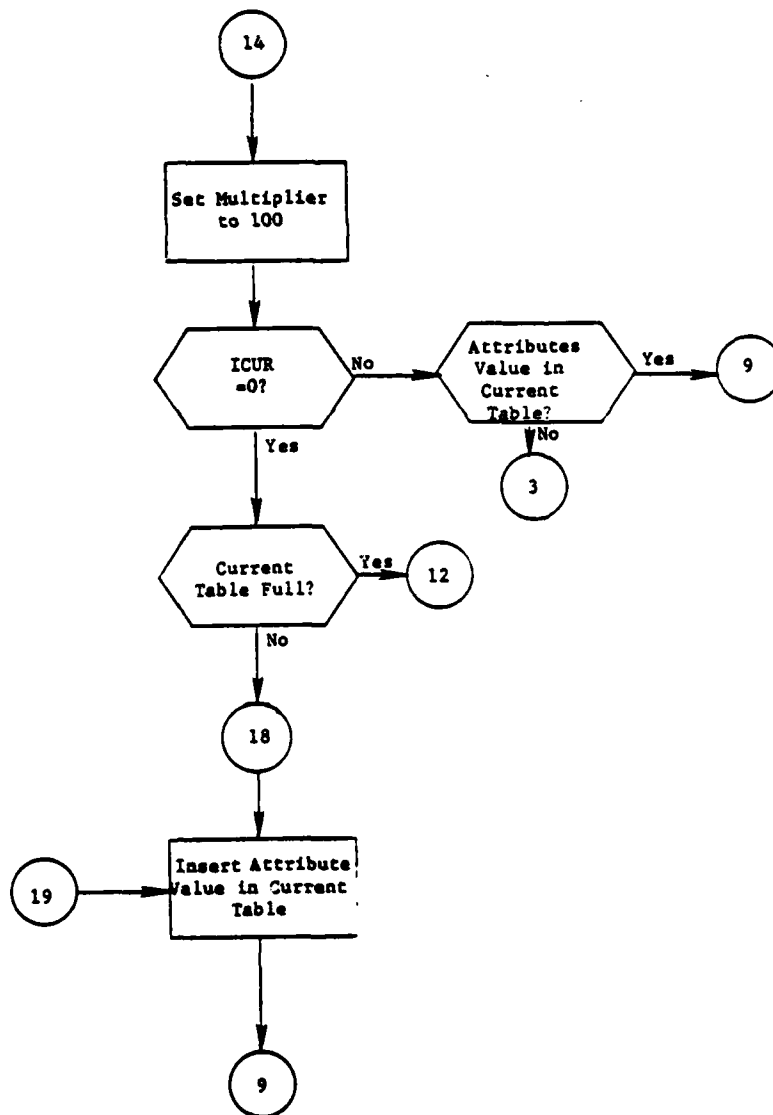 14
Set Multiplier
to 100
ICUR
=0?
No
Attributes
Value in
Current
Table?
Yes
9
No
3
Yes
Current
Table Full?
Yes
12
No
18
19
Insert Attribute
Value in Current
Table
9